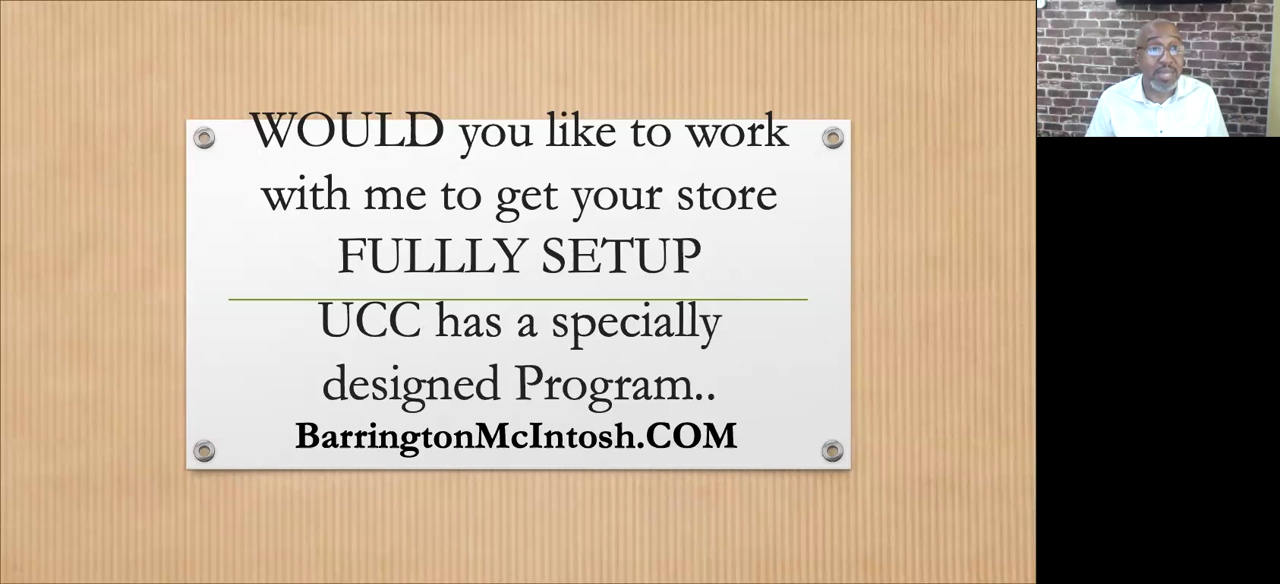 WOULD you like to work
with me to get your store
FULLLY SETUP
UCC has a specially
designed Program..
BarringtonMcIntosh.COM